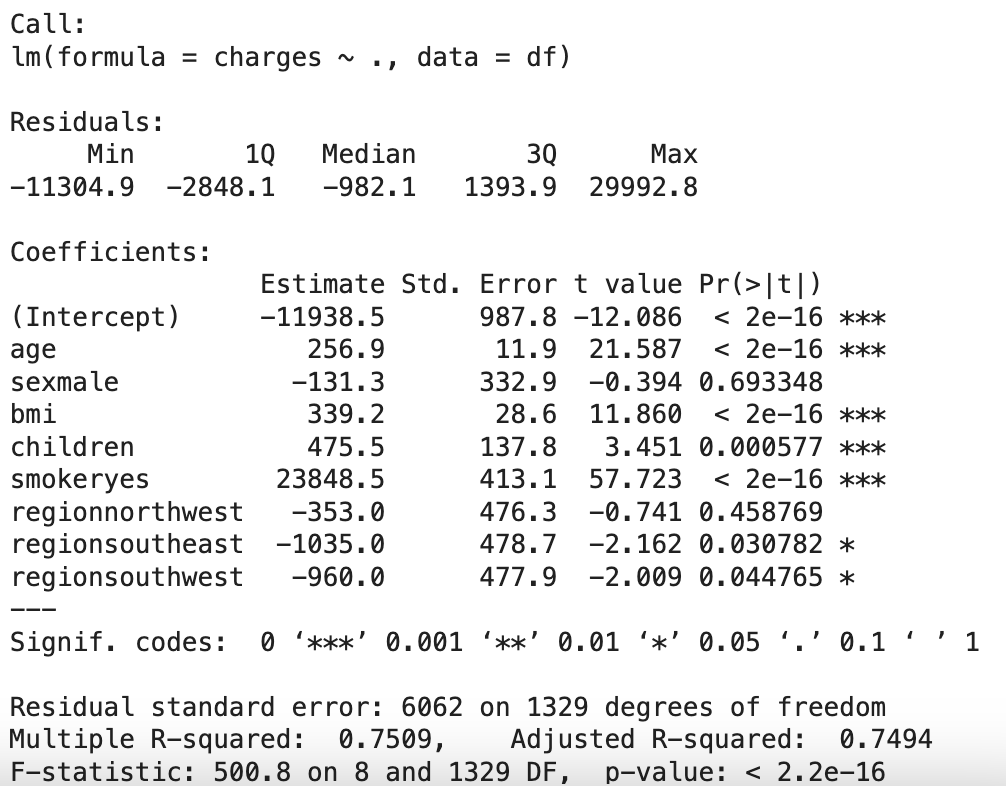 Call:
lm(formula = charges ~ ., data = df)
Residuals:
     Min       1Q   Median       3Q      Max
−11304.9  −2848.1   −982.1   1393.9  29992.8
Coefficients:
                Estimate Std. Error t value Pr(>|t|)
(Intercept)     −11938.5      987.8 −12.086  < 2e−16 ***
age                256.9       11.9  21.587  < 2e−16 ***
sexmale           −131.3      332.9  −0.394 0.693348
bmi                339.2       28.6  11.860  < 2e−16 ***
children           475.5      137.8   3.451 0.000577 ***
smokeryes        23848.5      413.1  57.723  < 2e−16 ***
regionnorthwest   −353.0      476.3  −0.741 0.458769
regionsoutheast  −1035.0      478.7  −2.162 0.030782 *
regionsouthwest   −960.0      477.9  −2.009 0.044765 *
−−−
Signif. codes:  0 ‘***’ 0.001 ‘**’ 0.01 ‘*’ 0.05 ‘.’ 0.1 ‘ ’ 1
Residual standard error: 6062 on 1329 degrees of freedom
Multiple R−squared:  0.7509,    Adjusted R−squared:  0.7494
F−statistic: 500.8 on 8 and 1329 DF,  p−value: < 2.2e−16